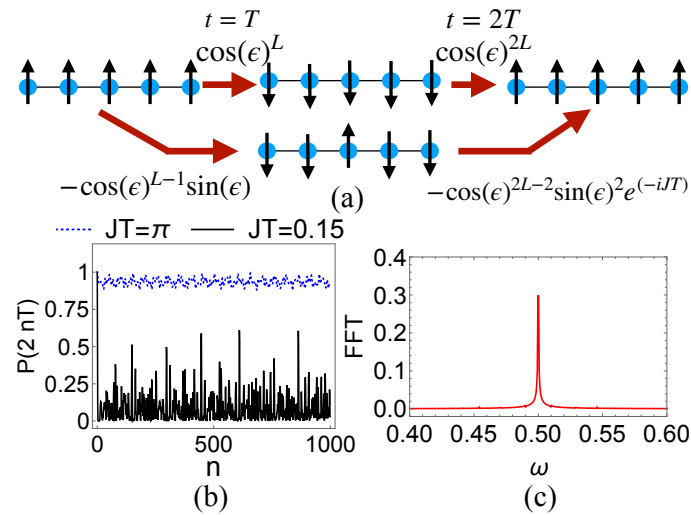 t = T
cos(ϵ)^L
t = 2T
cos(ϵ)^{2L}
−cos(ϵ)^{L−1}sin(ϵ)
(a)
−cos(ϵ)^{2L−2}sin(ϵ)^2 e^{(−iJT)}
JT=π
JT=0.15
P(2 nT)
1
0.75
0.5
0.25
0
0
500
1000
n
(b)
FFT
0.4
0.3
0.2
0.1
0.0
0.40
0.45
0.50
0.55
0.60
ω
(c)